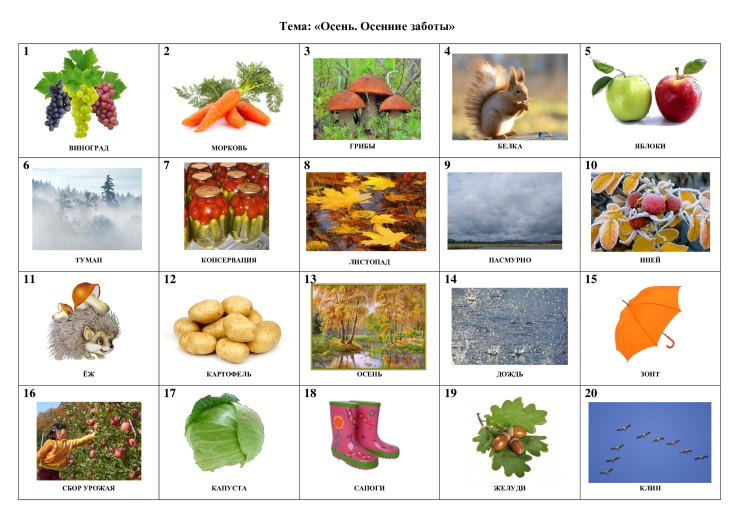 Тема: «Осень. Осенние заботы»
1 2 3 4 5
ВИНОГРАД МОРКОВЬ ГРИБЫ БЕЛКА ЯБЛОКИ
6 7 8 9 10
ТУМАН КОНСЕРВАЦИЯ ЛИСТОПАД ПАСМУРНО ИНЕЙ
11 12 13 14 15
ЁЖ КАРТОФЕЛЬ ОСЕНЬ ДОЖДЬ ЗОНТ
16 17 18 19 20
СБОР УРОЖАЯ КАПУСТА САПОГИ ЖЕЛУДИ КЛИН